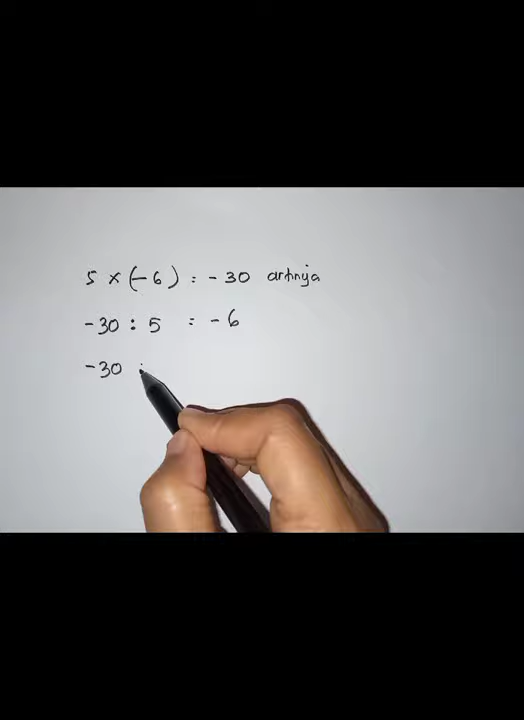 5 × (-6) = -30 artinya
-30 : 5 = -6
-30 :